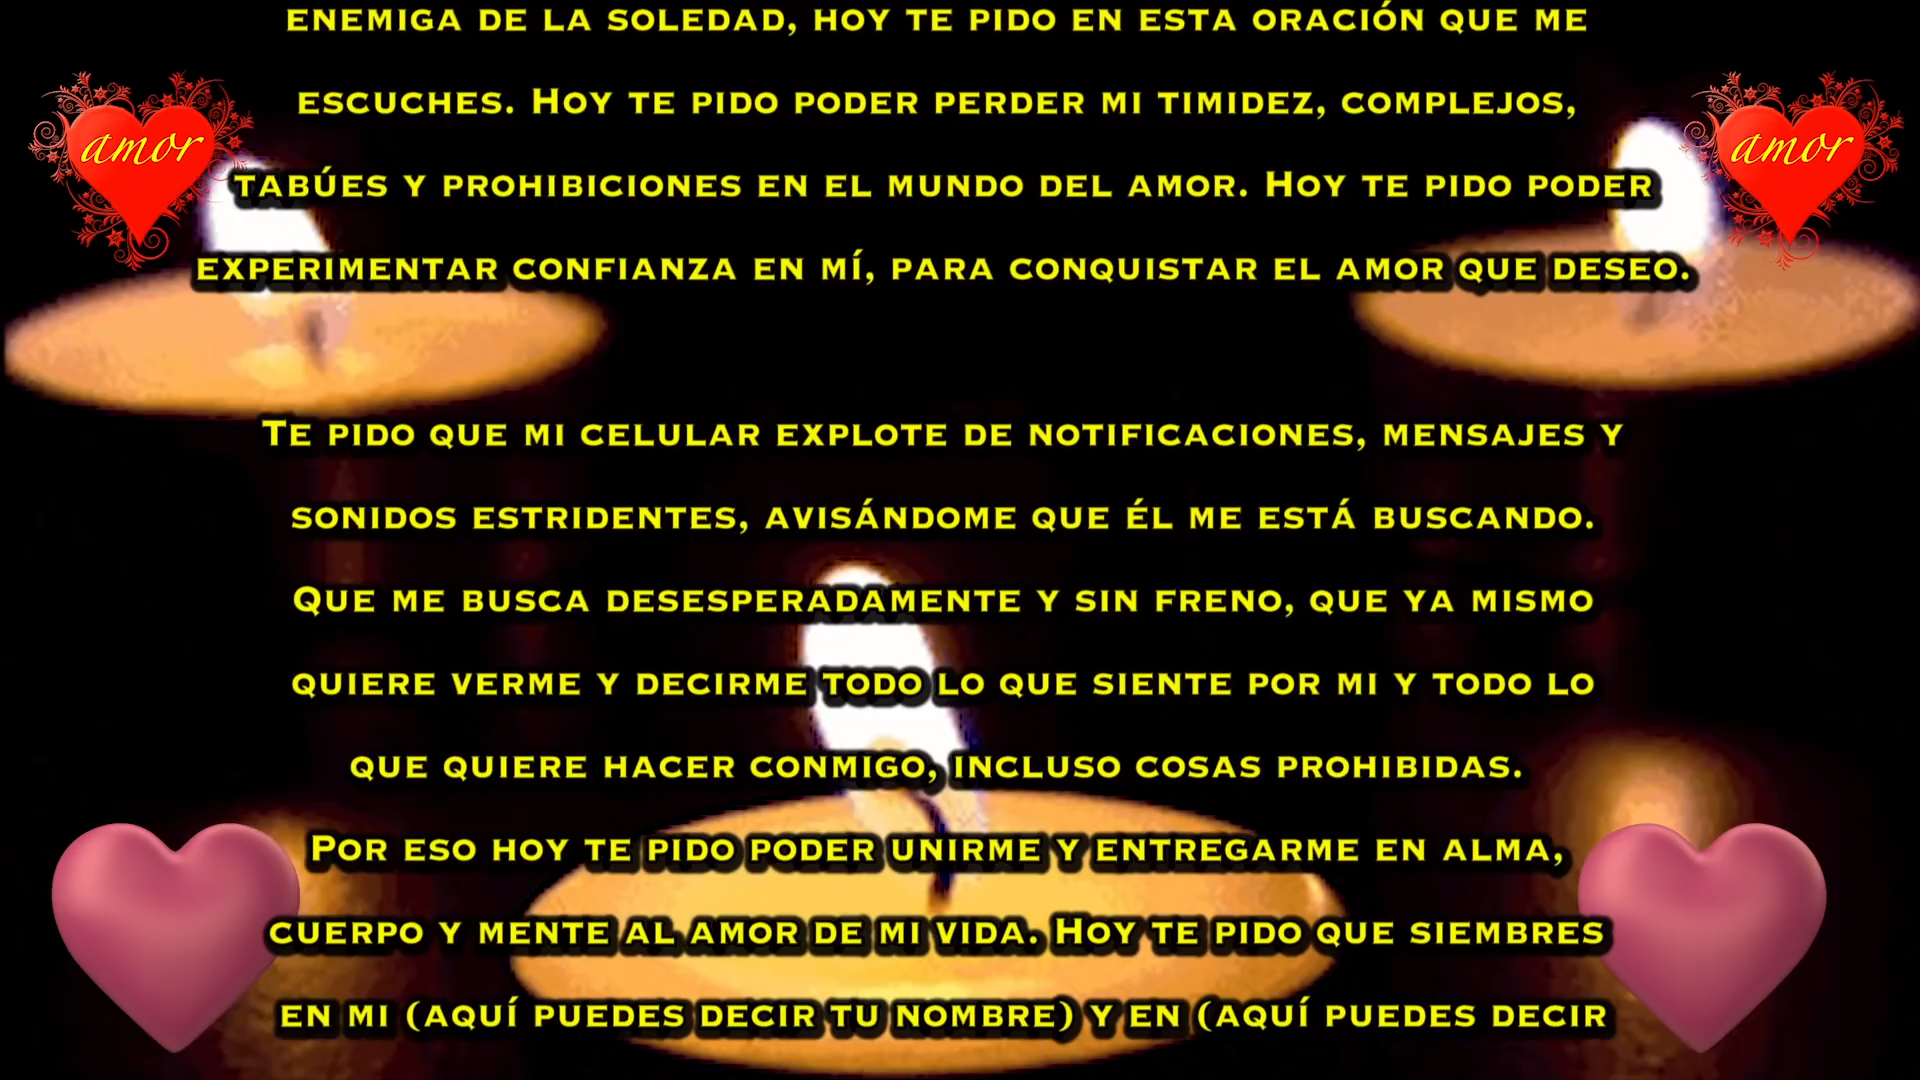 ENEMIGA DE LA SOLEDAD, HOY TE PIDO EN ESTA ORACIÓN QUE ME
ESCUCHES. HOY TE PIDO PODER PERDER MI TIMIDEZ, COMPLEJOS,
amor
amor
TABÚES Y PROHIBICIONES EN EL MUNDO DEL AMOR. HOY TE PIDO PODER
EXPERIMENTAR CONFIANZA EN MÍ, PARA CONQUISTAR EL AMOR QUE DESEO.
TE PIDO QUE MI CELULAR EXPLOTE DE NOTIFICACIONES, MENSAJES Y
SONIDOS ESTRIDENTES, AVISÁNDOME QUE ÉL ME ESTÁ BUSCANDO.
QUE ME BUSCA DESESPERADAMENTE Y SIN FRENO, QUE YA MISMO
QUIERE VERME Y DECIRME TODO LO QUE SIENTE POR MI Y TODO LO
QUE QUIERE HACER CONMIGO, INCLUSO COSAS PROHIBIDAS.
POR ESO HOY TE PIDO PODER UNIRME Y ENTREGARME EN ALMA,
CUERPO Y MENTE AL AMOR DE MI VIDA. HOY TE PIDO QUE SIEMBRES
EN MI (AQUÍ PUEDES DECIR TU NOMBRE) Y EN (AQUÍ PUEDES DECIR